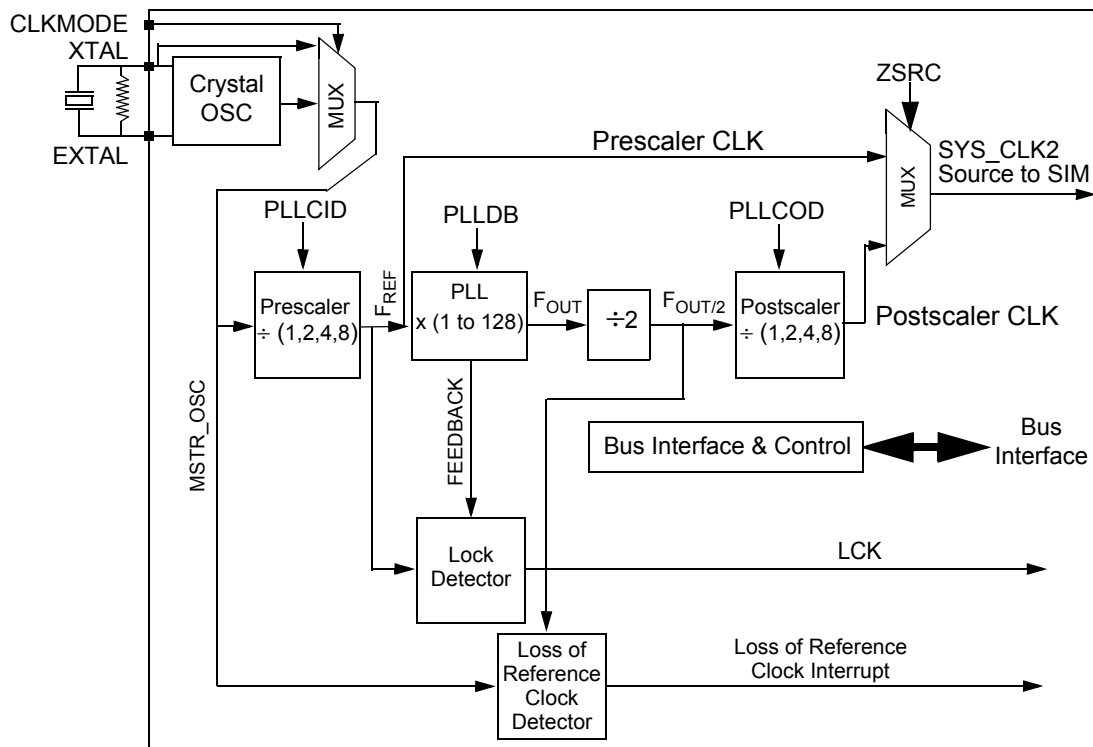 CLKMODE
XTAL
EXTAL
Crystal
OSC
MUX
ZSRC
Prescaler CLK
MUX
SYS_CLK2
Source to SIM
PLLCID
PLLDB
PLLCOD
Prescaler
÷ (1,2,4,8)
FREF
PLL
x (1 to 128)
FOUT
÷2
FOUT/2
Postscaler
÷ (1,2,4,8)
Postscaler CLK
MSTR_OSC
FEEDBACK
Bus Interface & Control
Bus
Interface
Lock
Detector
LCK
Loss of
Reference
Clock
Detector
Loss of Reference
Clock Interrupt